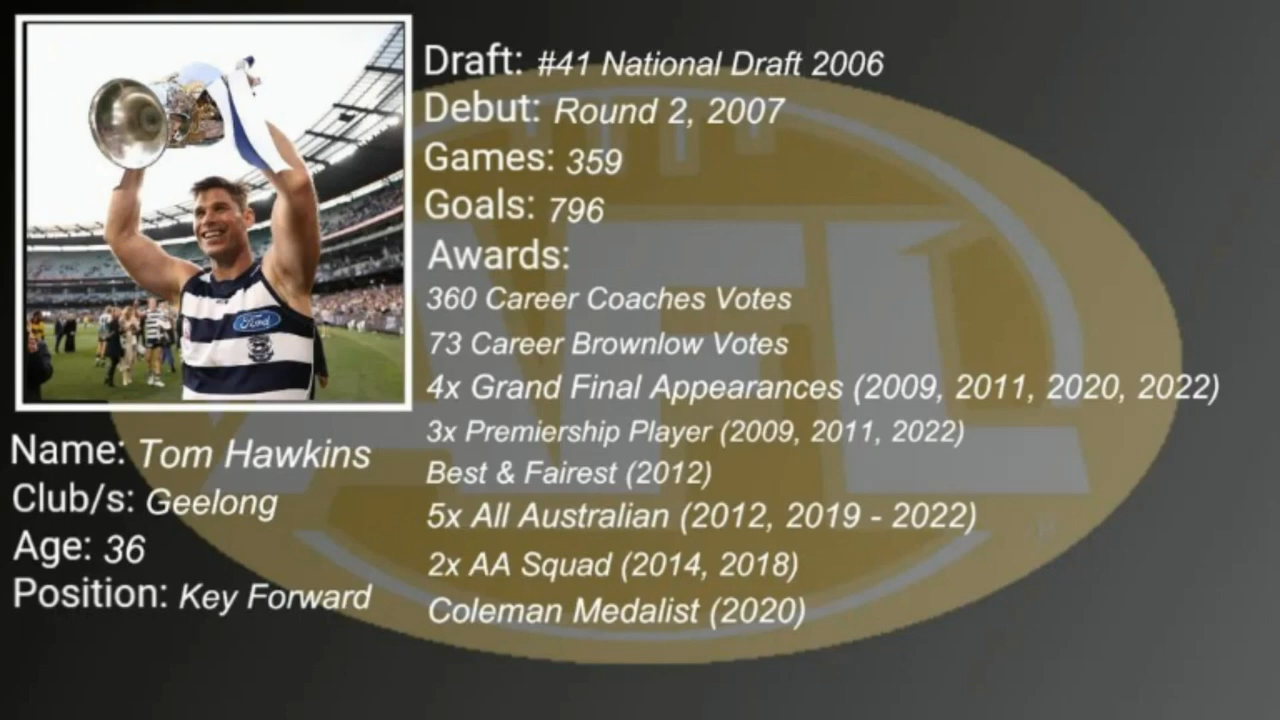 Draft: #41 National Draft 2006
Debut: Round 2, 2007
Games: 359
Goals: 796
Awards:
360 Career Coaches Votes
73 Career Brownlow Votes
4x Grand Final Appearances (2009, 2011, 2020, 2022)
3x Premiership Player (2009, 2011, 2022)
Best & Fairest (2012)
5x All Australian (2012, 2019 - 2022)
2x AA Squad (2014, 2018)
Coleman Medalist (2020)
Ford
Name: Tom Hawkins
Club/s: Geelong
Age: 36
Position: Key Forward
AFL